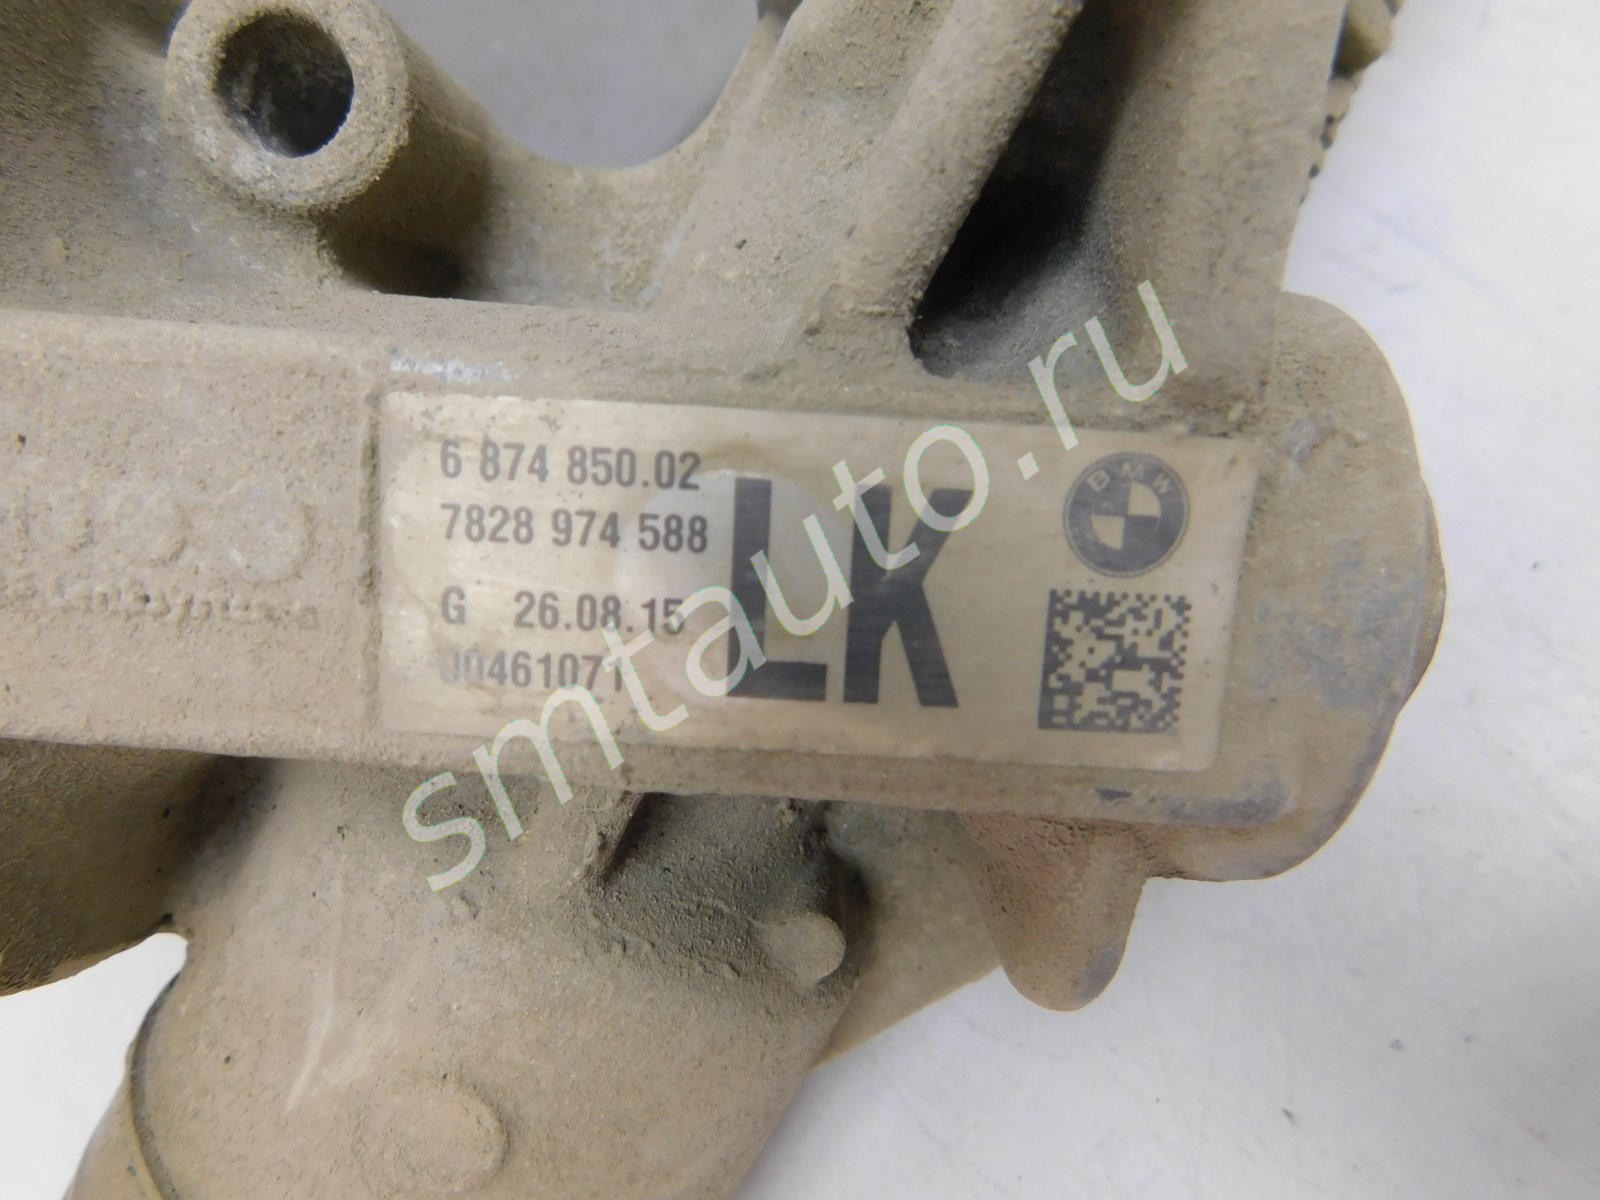 6 874 850.02
7828 974 588
G 26.08.15
J0461071
LK
BMW
smtauto.ru